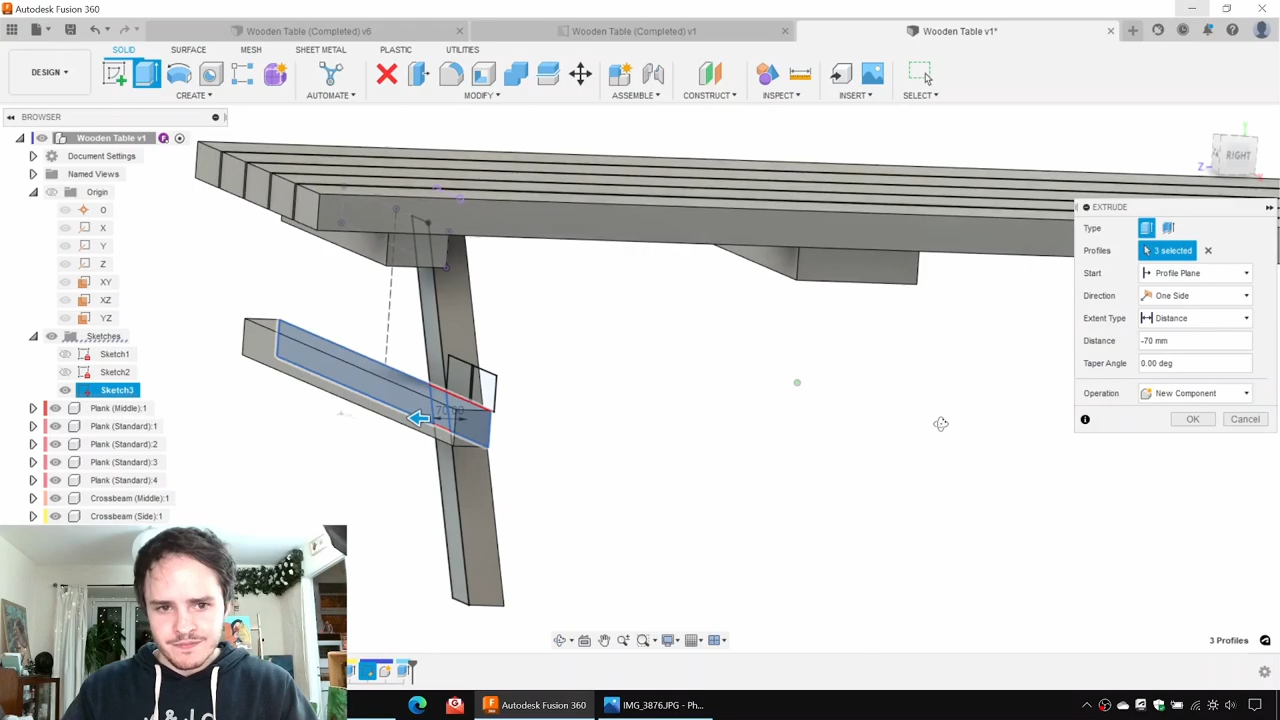 Autodesk Fusion 360
Wooden Table (Completed) v6
Wooden Table (Completed) v1
Wooden Table v1*
DESIGN
SOLID
SURFACE
MESH
SHEET METAL
PLASTIC
UTILITIES
CREATE
AUTOMATE
MODIFY
ASSEMBLE
CONSTRUCT
INSPECT
INSERT
SELECT
BROWSER
Wooden Table v1
Document Settings
Named Views
Origin
O
X
Y
Z
XY
XZ
YZ
Sketches
Sketch1
Sketch2
Sketch3
Plank (Middle):1
Plank (Standard):1
Plank (Standard):2
Plank (Standard):3
Plank (Standard):4
Crossbeam (Middle):1
Crossbeam (Side):1
70.00
Z
RIGHT
EXTRUDE
Type
Profiles 3 selected
Start Profile Plane
Direction One Side
Extent Type Distance
Distance -70 mm
Taper Angle 0.00 deg
Operation New Component
OK Cancel
3 Profiles
Autodesk Fusion 360
IMG_3876.JPG - Ph...